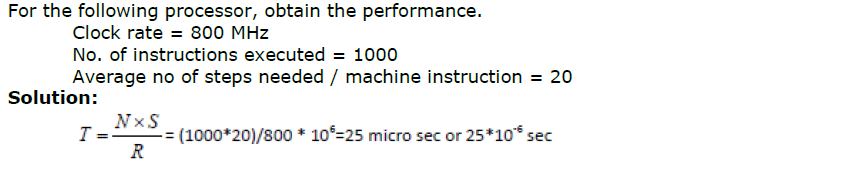 For the following processor, obtain the performance.
Clock rate = 800 MHz
No. of instructions executed = 1000
Average no of steps needed / machine instruction = 20
Solution:
T = N×S/R = (1000*20)/800 * 10⁶=25 micro sec or 25*10⁻⁶ sec